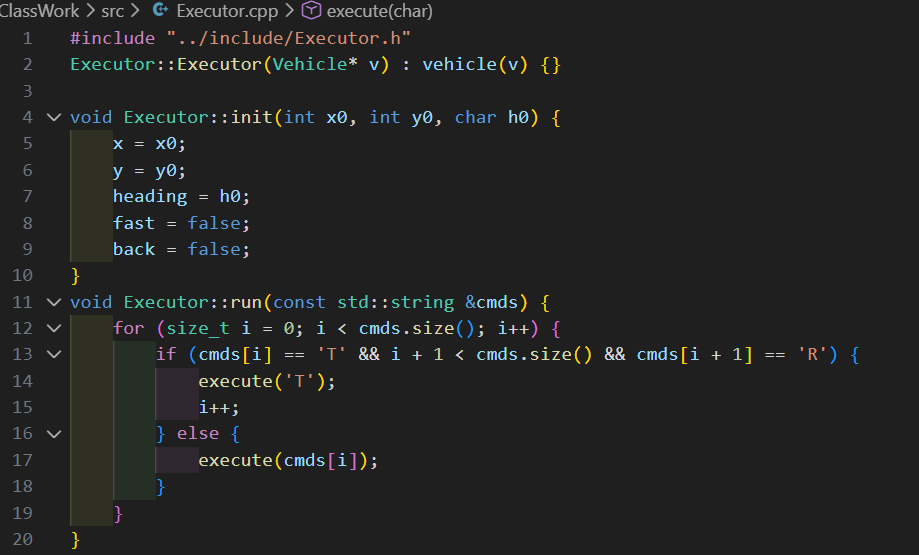 ClassWork > src > Executor.cpp > execute(char)
1 #include "../include/Executor.h"
2 Executor::Executor(Vehicle* v) : vehicle(v) {}
3
4 void Executor::init(int x0, int y0, char h0) {
5     x = x0;
6     y = y0;
7     heading = h0;
8     fast = false;
9     back = false;
10 }
11 void Executor::run(const std::string &cmds) {
12     for (size_t i = 0; i < cmds.size(); i++) {
13         if (cmds[i] == 'T' && i + 1 < cmds.size() && cmds[i + 1] == 'R') {
14             execute('T');
15             i++;
16         } else {
17             execute(cmds[i]);
18         }
19     }
20 }